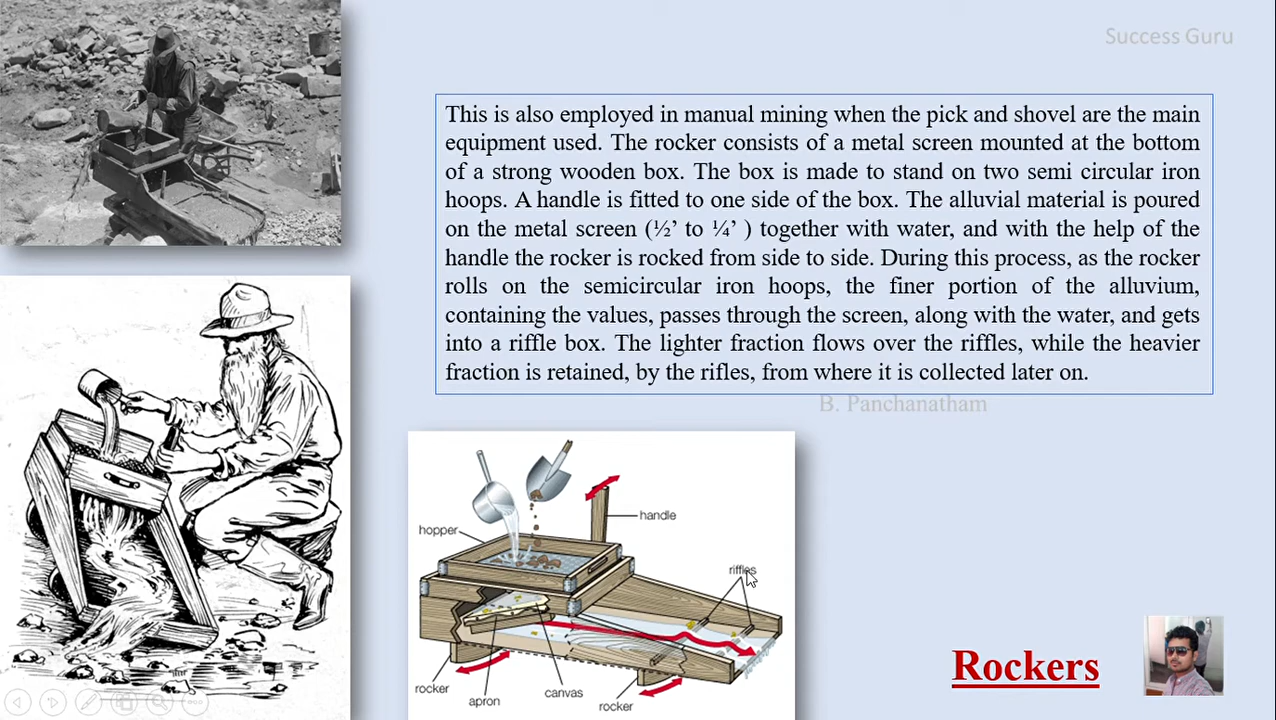 Success Guru
This is also employed in manual mining when the pick and shovel are the main
equipment used. The rocker consists of a metal screen mounted at the bottom
of a strong wooden box. The box is made to stand on two semi circular iron
hoops. A handle is fitted to one side of the box. The alluvial material is poured
on the metal screen (½’ to ¼’ ) together with water, and with the help of the
handle the rocker is rocked from side to side. During this process, as the rocker
rolls on the semicircular iron hoops, the finer portion of the alluvium,
containing the values, passes through the screen, along with the water, and gets
into a riffle box. The lighter fraction flows over the riffles, while the heavier
fraction is retained, by the rifles, from where it is collected later on.
B. Panchanatham
handle
hopper
riffles
rocker
apron
canvas
rocker
Rockers